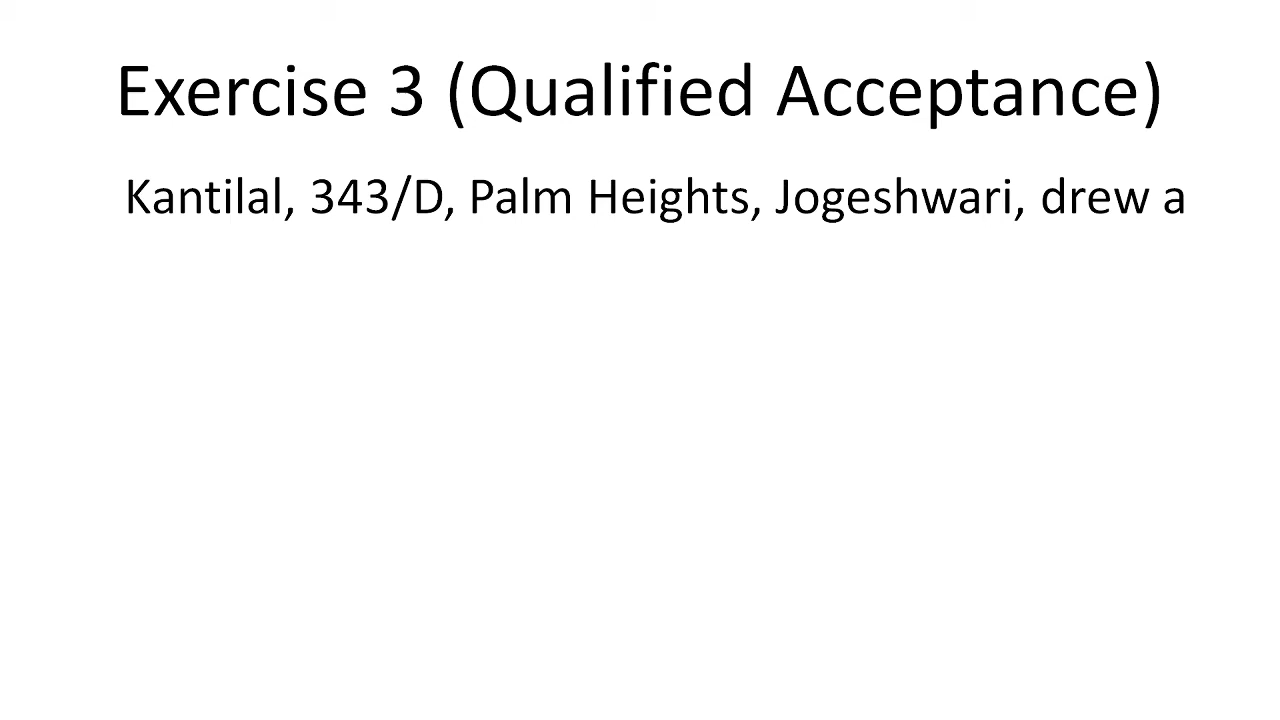 Exercise 3 (Qualified Acceptance)
Kantilal, 343/D, Palm Heights, Jogeshwari, drew a